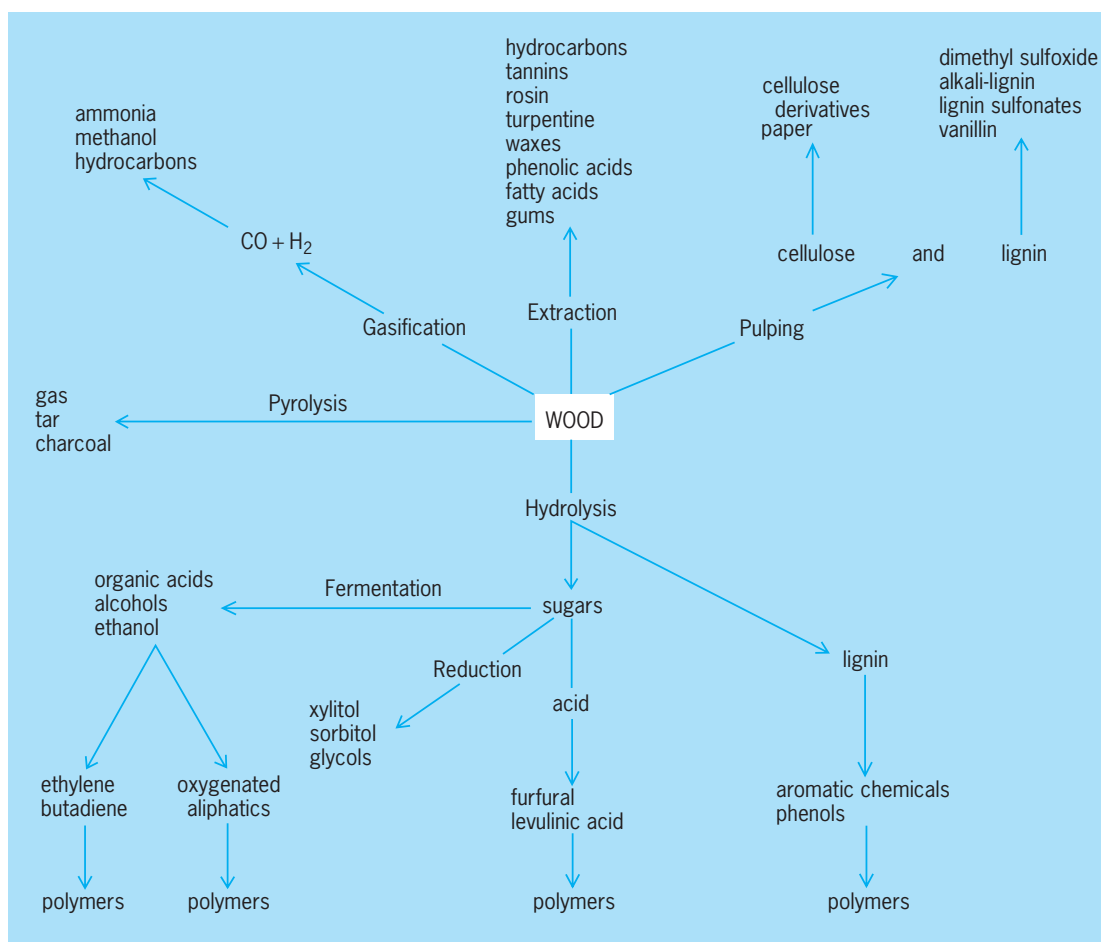 hydrocarbons
tannins
rosin
turpentine
waxes
phenolic acids
fatty acids
gums
cellulose
derivatives
paper
dimethyl sulfoxide
alkali-lignin
lignin sulfonates
vanillin
ammonia
methanol
hydrocarbons
CO + H₂
cellulose
and
lignin
Gasification
Extraction
Pulping
gas
tar
charcoal
Pyrolysis
WOOD
Hydrolysis
organic acids
alcohols
ethanol
Fermentation
sugars
Reduction
lignin
xylitol
sorbitol
glycols
acid
ethylene
butadiene
oxygenated
aliphatics
furfural
levulinic acid
aromatic chemicals
phenols
polymers
polymers
polymers
polymers